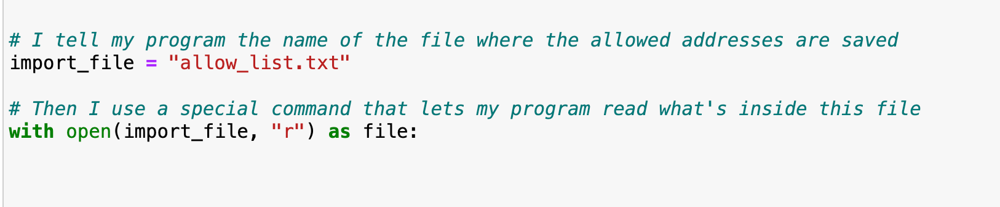 # I tell my program the name of the file where the allowed addresses are saved
import_file = "allow_list.txt"
# Then I use a special command that lets my program read what's inside this file
with open(import_file, "r") as file: